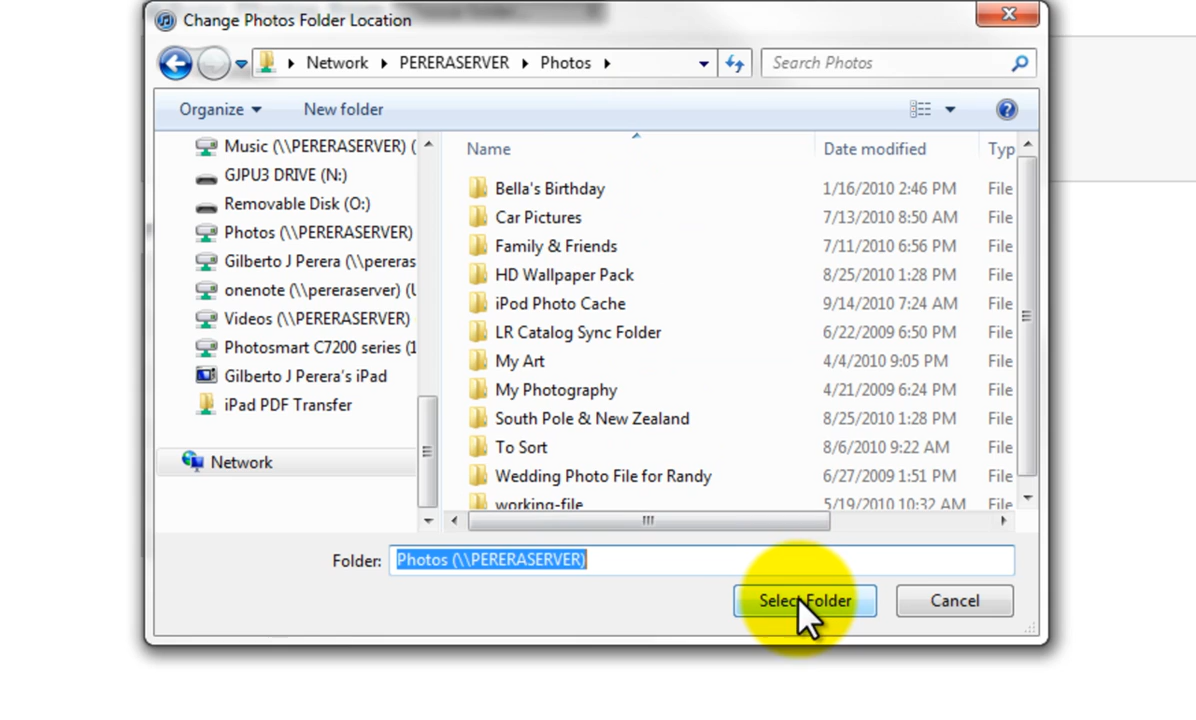 Change Photos Folder Location
Network PERERASERVER Photos Search Photos
Organize New folder
Music (\\PERERASERVER) (
GJPU3 DRIVE (N:)
Removable Disk (O:)
Photos (\\PERERASERVER)
Gilberto J Perera (\\pereras
onenote (\\pereraserver) (U
Videos (\\PERERASERVER)
Photosmart C7200 series (1
Gilberto J Perera's iPad
iPad PDF Transfer
Network
Name Date modified Typ
Bella's Birthday 1/16/2010 2:46 PM File
Car Pictures 7/13/2010 8:50 AM File
Family & Friends 7/11/2010 6:56 PM File
HD Wallpaper Pack 8/25/2010 1:28 PM File
iPod Photo Cache 9/14/2010 7:24 AM File
LR Catalog Sync Folder 6/22/2009 6:50 PM File
My Art 4/4/2010 9:05 PM File
My Photography 4/21/2009 6:24 PM File
South Pole & New Zealand 8/25/2010 1:28 PM File
To Sort 8/6/2010 9:22 AM File
Wedding Photo File for Randy 6/27/2009 1:51 PM File
working-file 5/19/2010 10:32 AM File
Folder: Photos (\\PERERASERVER)
Select Folder Cancel